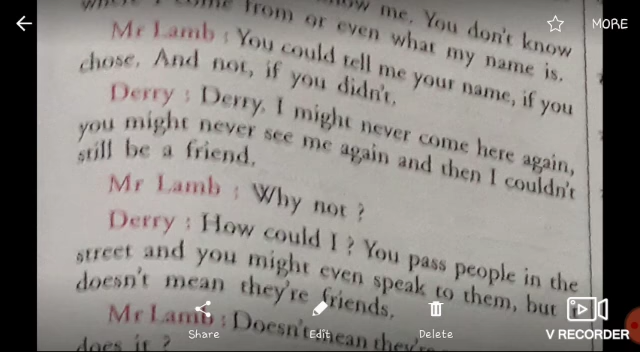 MORE
me. You don't know
from or even what my name is.
Mr Lamb : You could tell me your name, if you
chose. And not, if you didn't.
Derry : Derry. I might never come here again,
you might never see me again and then I couldn't
still be a friend.
Mr Lamb : Why not ?
Derry : How could I ? You pass people in the
street and you might even speak to them, but
doesn't mean they're friends.
Mr Lamb : Doesn't mean they're
does it ?
Share
Edit
Delete
V RECORDER